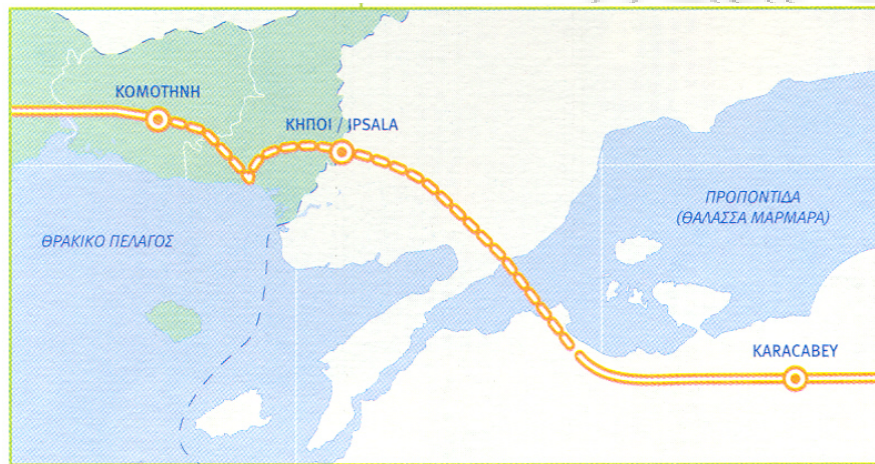 ΚΟΜΟΤΗΝΗ
ΚΗΠΟΙ / IPSALA
ΠΡΟΠΟΝΤΙΔΑ
(ΘΑΛΑΣΣΑ ΜΑΡΜΑΡΑ)
ΘΡΑΚΙΚΟ ΠΕΛΑΓΟΣ
KARACABEY